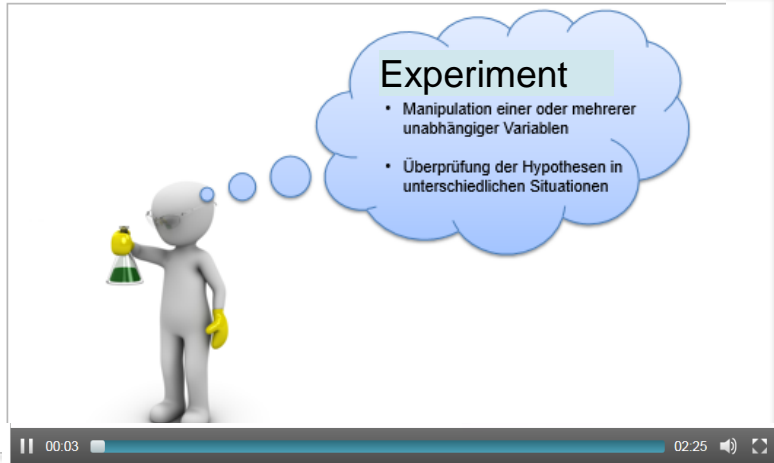 Experiment
• Manipulation einer oder mehrerer
unabhängiger Variablen
• Überprüfung der Hypothesen in
unterschiedlichen Situationen
00:03
02:25